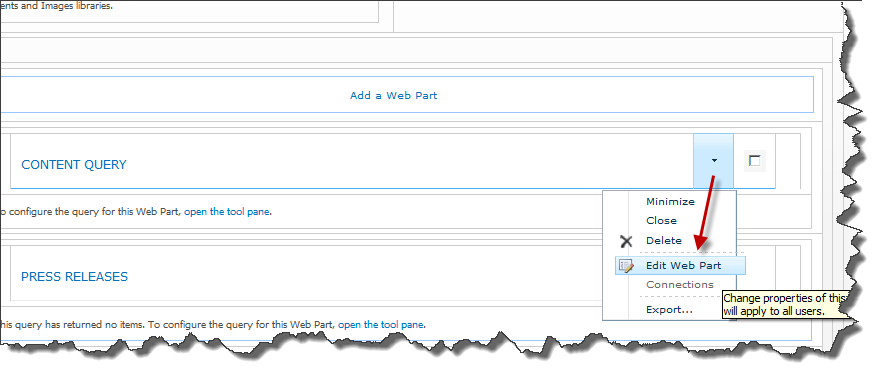 ents and Images libraries.
Add a Web Part
CONTENT QUERY
Minimize
to configure the query for this Web Part, open the tool pane.
Close
Delete
Edit Web Part
PRESS RELEASES
Connections
Change properties of this
will apply to all users.
Export...
his query has returned no items. To configure the query for this Web Part, open the tool pane.